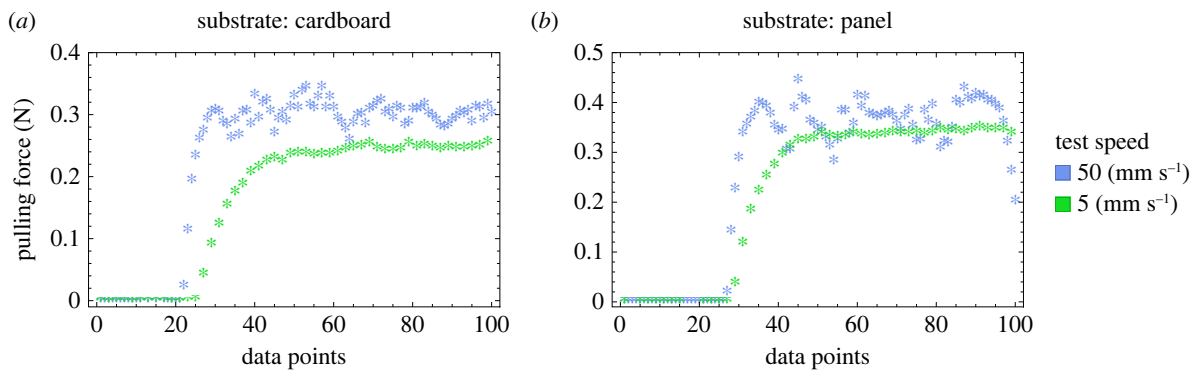 (a) substrate: cardboard
0.4
0.3
0.2
0.1
0
pulling force (N)
0 20 40 60 80 100
data points
(b) substrate: panel
0.5
0.4
0.3
0.2
0.1
0
0 20 40 60 80 100
data points
test speed
50 (mm s⁻¹)
5 (mm s⁻¹)